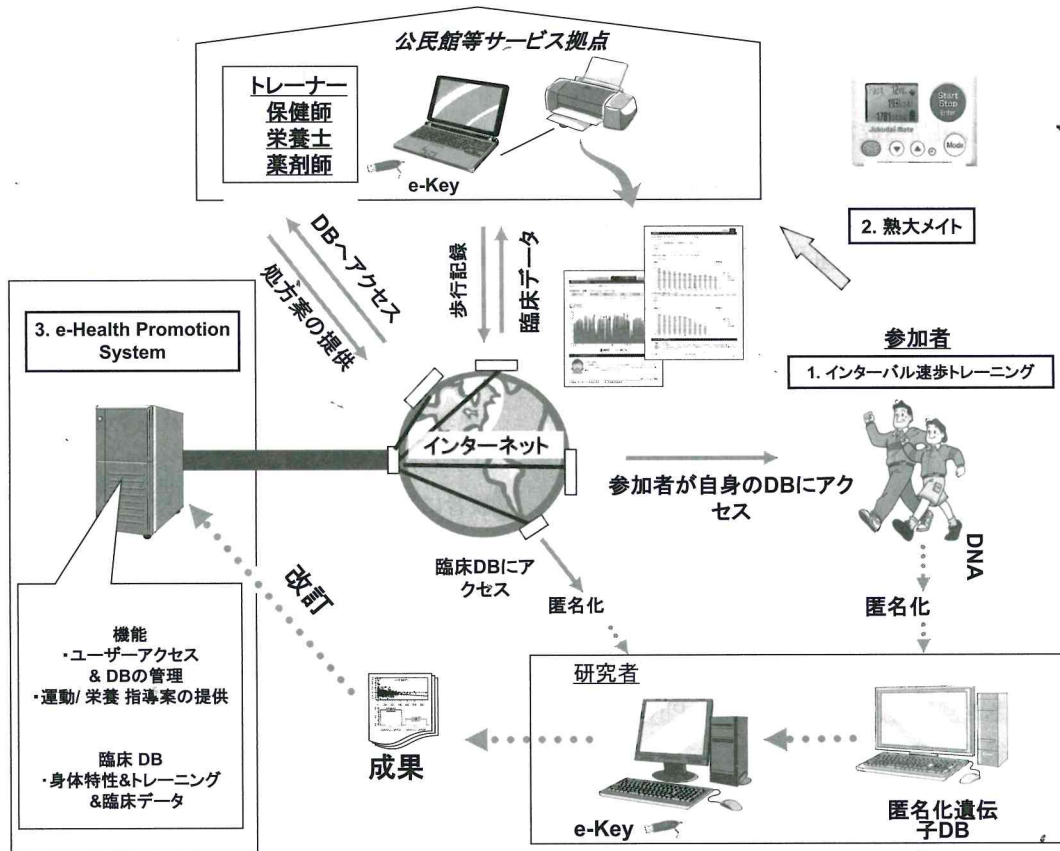 公民館等サービス拠点
トレーナー
保健師
栄養士
薬剤師
e-Key
Start
Stop
Enter
Jukudai Mate
Mode
2. 熟大メイト
DBへアクセス
処方案の提供
歩行記録
臨床データ
3. e-Health Promotion
System
参加者
1. インターバル速歩トレーニング
インターネット
参加者が自身のDBにアク
セス
DNA
臨床DBにア
クセス
匿名化
匿名化
改訂
機能
・ユーザーアクセス
& DBの管理
・運動/ 栄養 指導案の提供
臨床 DB
・身体特性&トレーニング
&臨床データ
成果
研究者
e-Key
匿名化遺伝
子DB